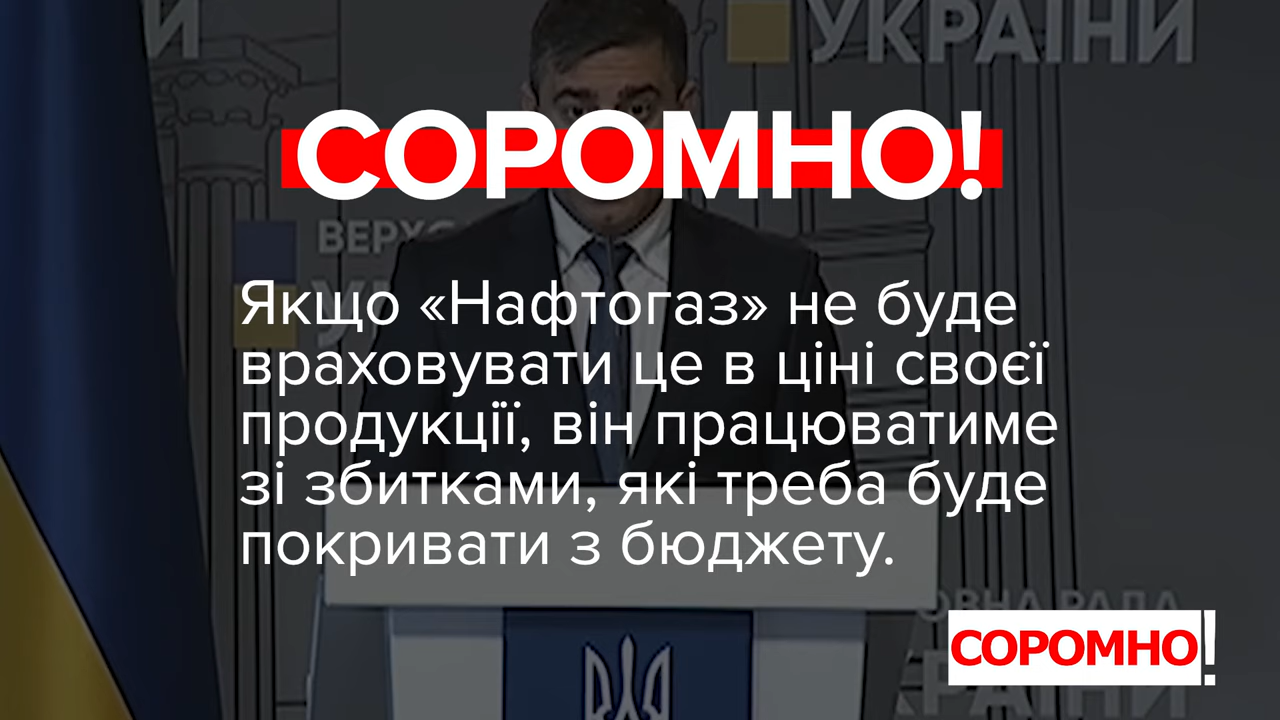 УКРАЇНИ
СОРОМНО!
Якщо «Нафтогаз» не буде
враховувати це в ціні своєї
продукції, він працюватиме
зі збитками, які треба буде
покривати з бюджету.
СОРОМНО!